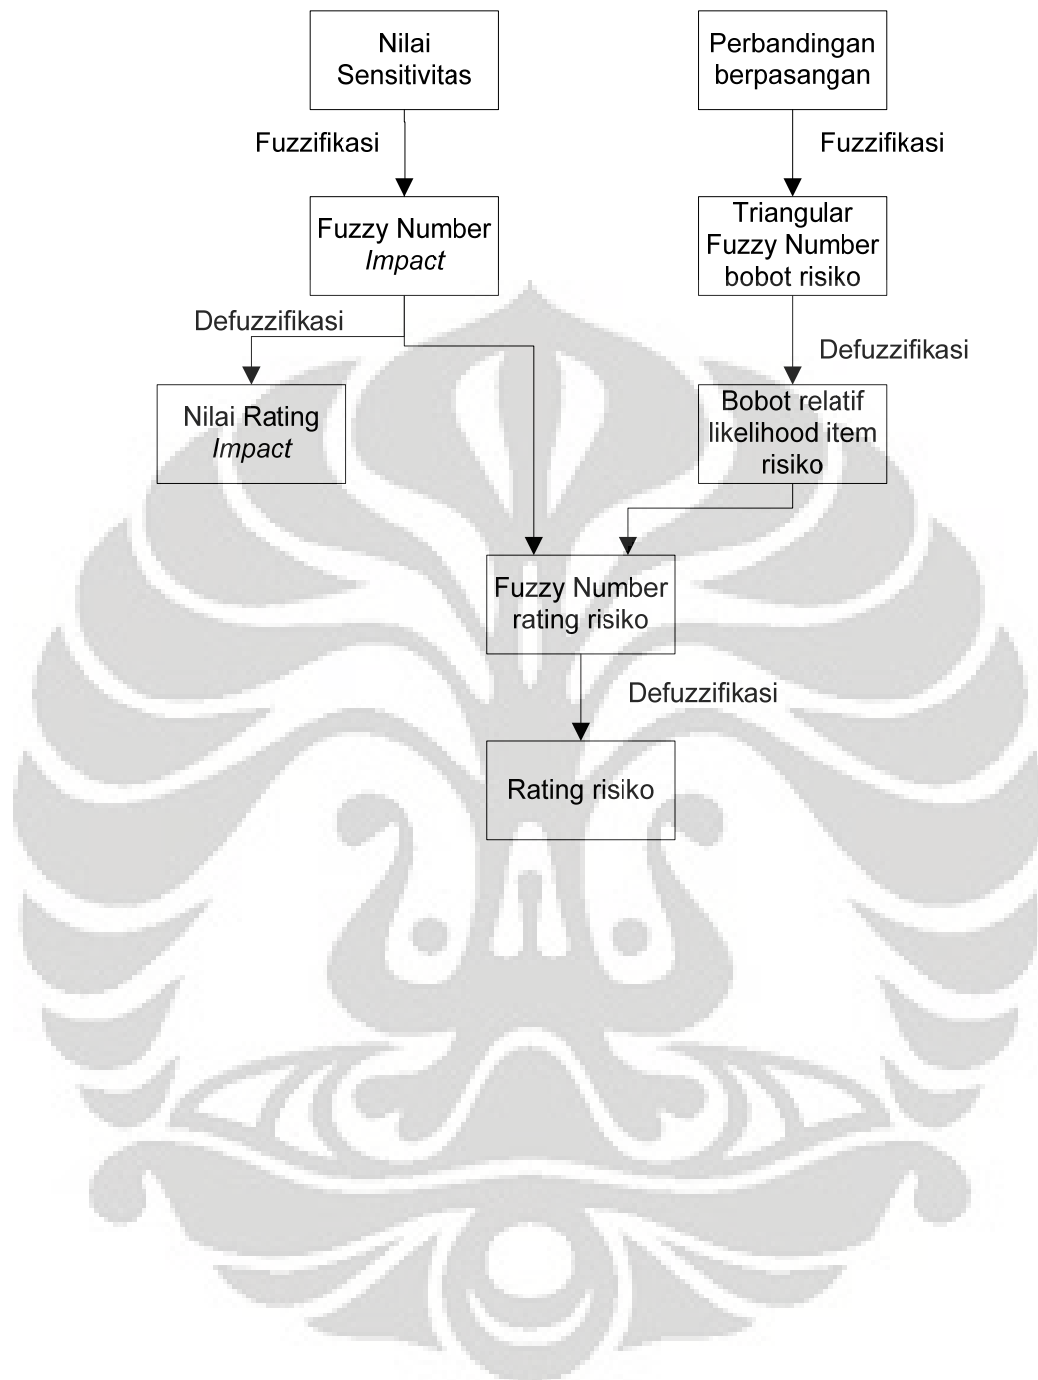 Nilai
Sensitivitas
Perbandingan
berpasangan
Fuzzifikasi
Fuzzifikasi
Fuzzy Number
Impact
Triangular
Fuzzy Number
bobot risiko
Defuzzifikasi
Defuzzifikasi
Nilai Rating
Impact
Bobot relatif
likelihood item
risiko
Fuzzy Number
rating risiko
Defuzzifikasi
Rating risiko